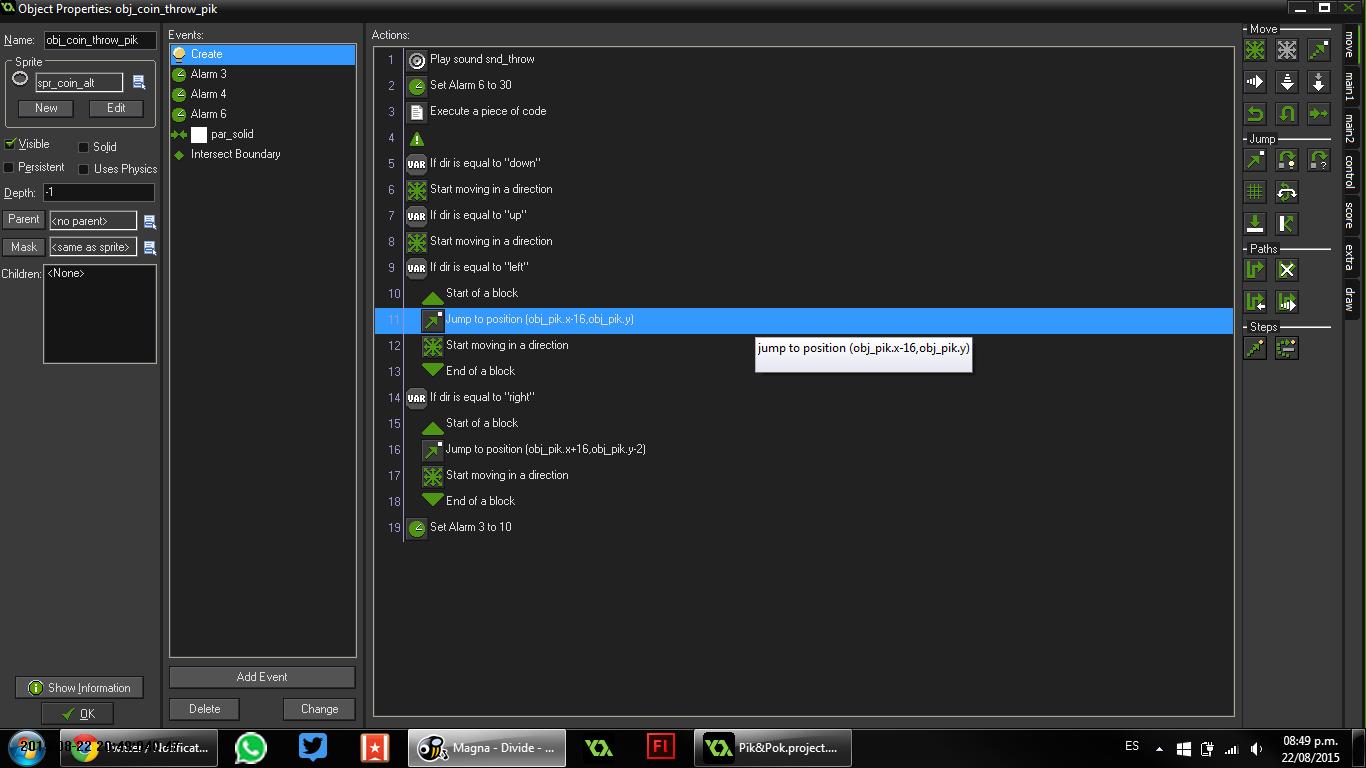 Object Properties: obj_coin_throw_pik
Name: obj_coin_throw_pik
Sprite
spr_coin_alt
New Edit
Visible Solid
Persistent Uses Physics
Depth: -1
Parent <no parent>
Mask <same as sprite>
Children: <None>
Show Information
OK
Events:
Create
Alarm 3
Alarm 4
Alarm 6
par_solid
Intersect Boundary
Add Event
Delete Change
Actions:
1 Play sound snd_throw
2 Set Alarm 6 to 30
3 Execute a piece of code
4
5 VAR If dir is equal to "down"
6 Start moving in a direction
7 VAR If dir is equal to "up"
8 Start moving in a direction
9 VAR If dir is equal to "left"
10 Start of a block
11 Jump to position (obj_pik.x-16,obj_pik.y)
12 Start moving in a direction
jump to position (obj_pik.x-16,obj_pik.y)
13 End of a block
14 VAR If dir is equal to "right"
15 Start of a block
16 Jump to position (obj_pik.x+16,obj_pik.y-2)
17 Start moving in a direction
18 End of a block
19 Set Alarm 3 to 10
Move
Jump
Paths
Steps
move
main1
main2
control
score
extra
draw
Twitter / Notificat...
Magna - Divide - ...
Fl
Pik&Pok.project....
ES
08:49 p.m.
22/08/2015